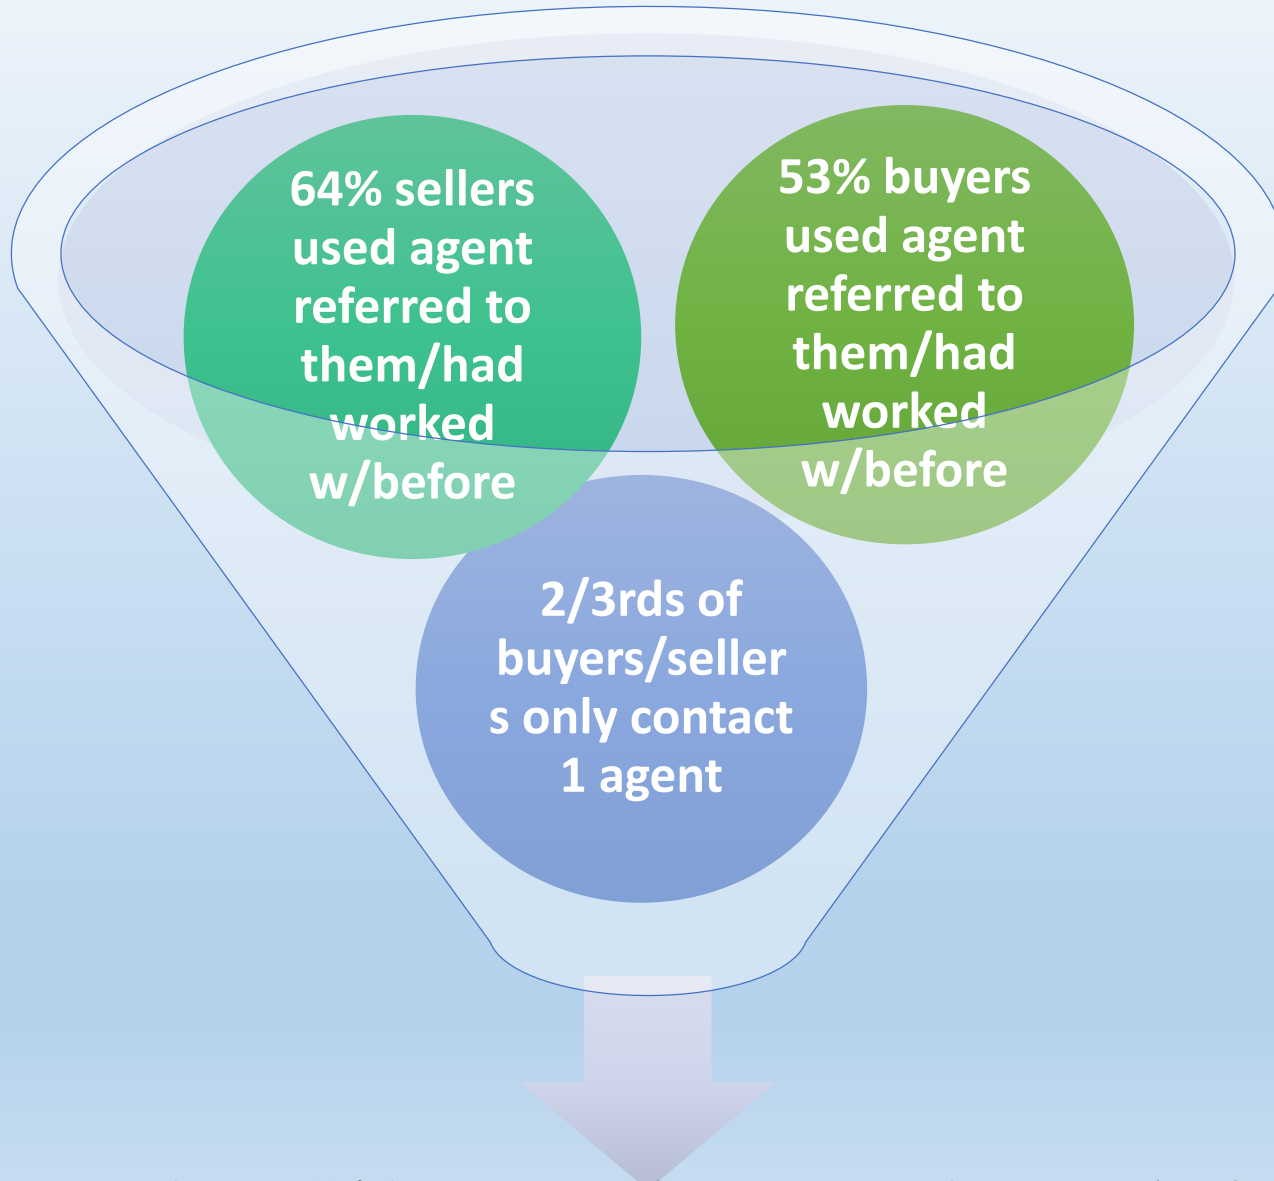 64% sellers
used agent
referred to
them/had
worked
w/before
53% buyers
used agent
referred to
them/had
worked
w/before
2/3rds of
buyers/seller
s only contact
1 agent